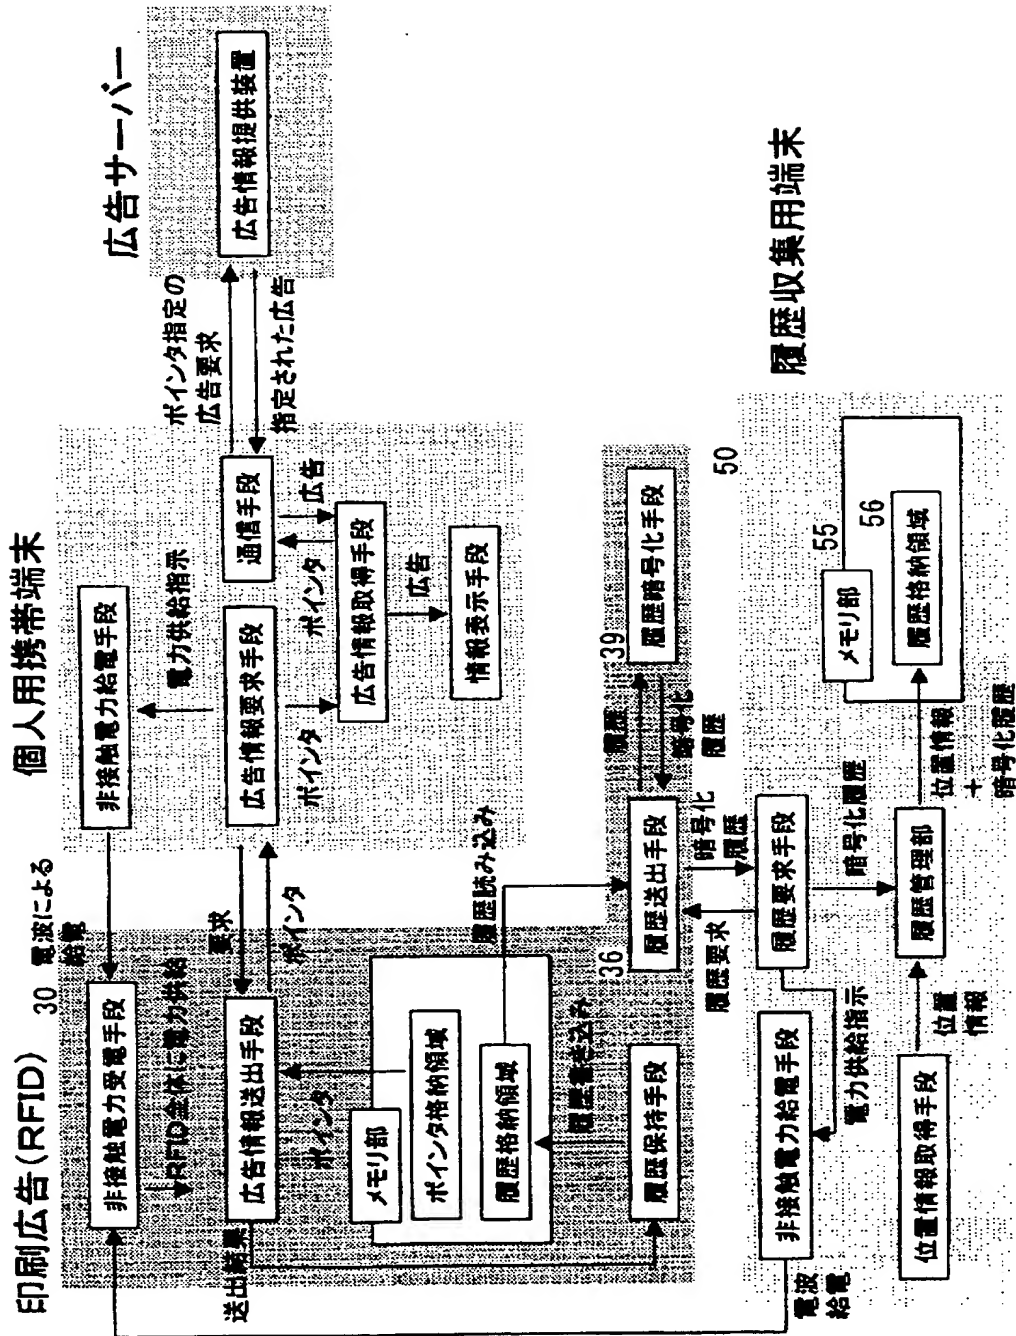 印刷広告(RFID)
30
非接触電力受電手段
RFID全体に電力供給
広告情報送出手段
送出結果
ポインタ
メモリ部
ポインタ格納領域
履歴格納領域
履歴書き込み
履歴保持手段
履歴読み込み
36
履歴送出手段
履歴
暗号化
履歴
39
履歴暗号化手段
電波による
給電
要求
ポインタ
個人用携帯端末
非接触電力給電手段
電力供給指示
広告情報要求手段
ポインタ
通信手段
ポインタ
広告
広告情報取得手段
広告
情報表示手段
ポインタ指定の
広告要求
指定された広告
広告サーバー
広告情報提供装置
履歴収集用端末
50
履歴要求
暗号化
履歴
履歴要求手段
電力供給指示
非接触電力給電手段
電波
給電
暗号化履歴
位置情報取得手段
位置
情報
履歴管理部
位置情報
+
暗号化履歴
メモリ部
55
56
履歴格納領域